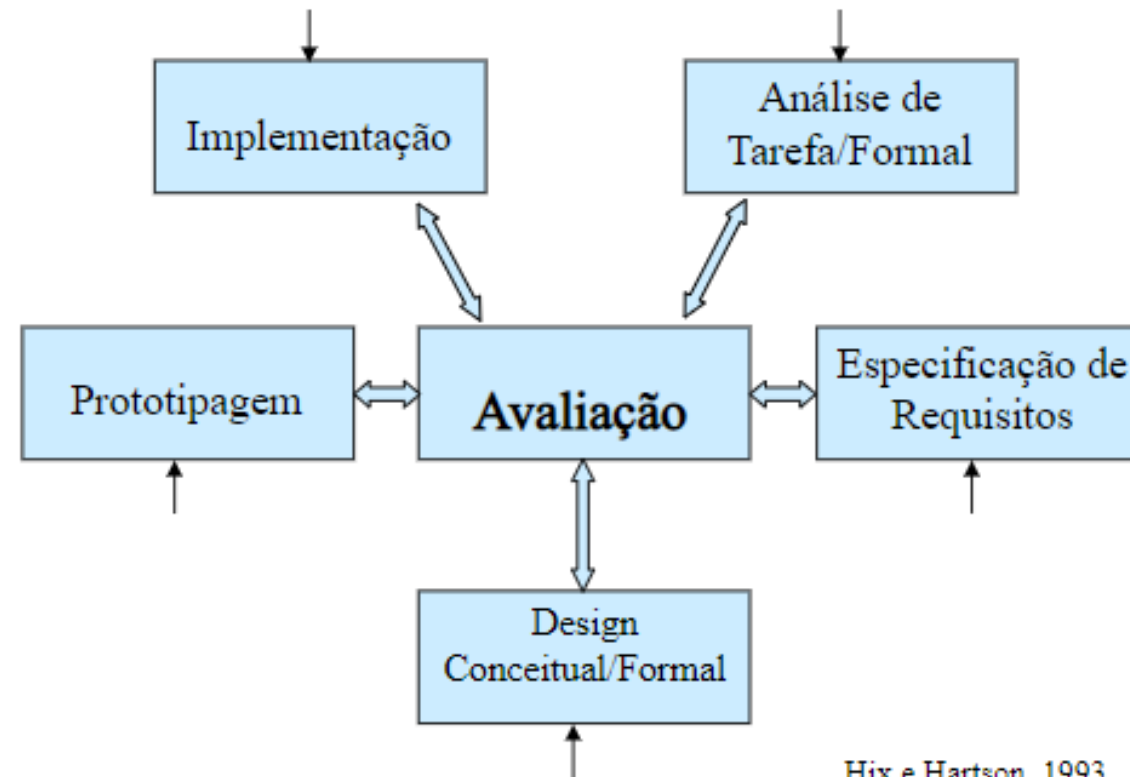 Implementação
Análise de
Tarefa/Formal
Prototipagem
Avaliação
Especificação de
Requisitos
Design
Conceitual/Formal
Hix e Hartson, 1993